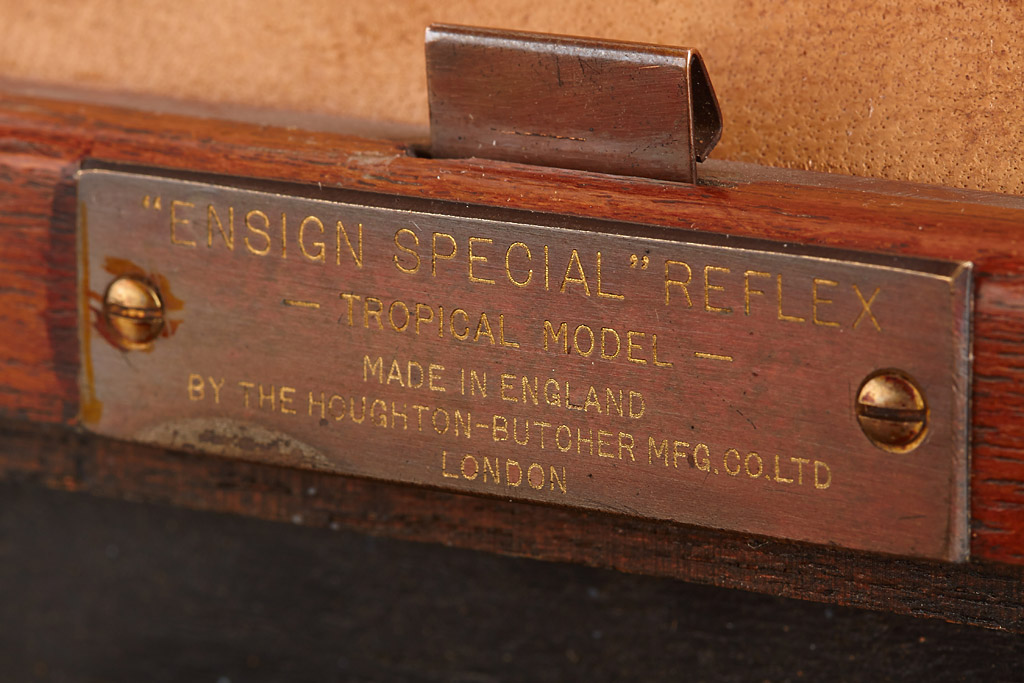 “ENSIGN SPECIAL” REFLEX
— TROPICAL MODEL —
MADE IN ENGLAND
BY THE HOUGHTON-BUTCHER MFG.CO.LTD
LONDON